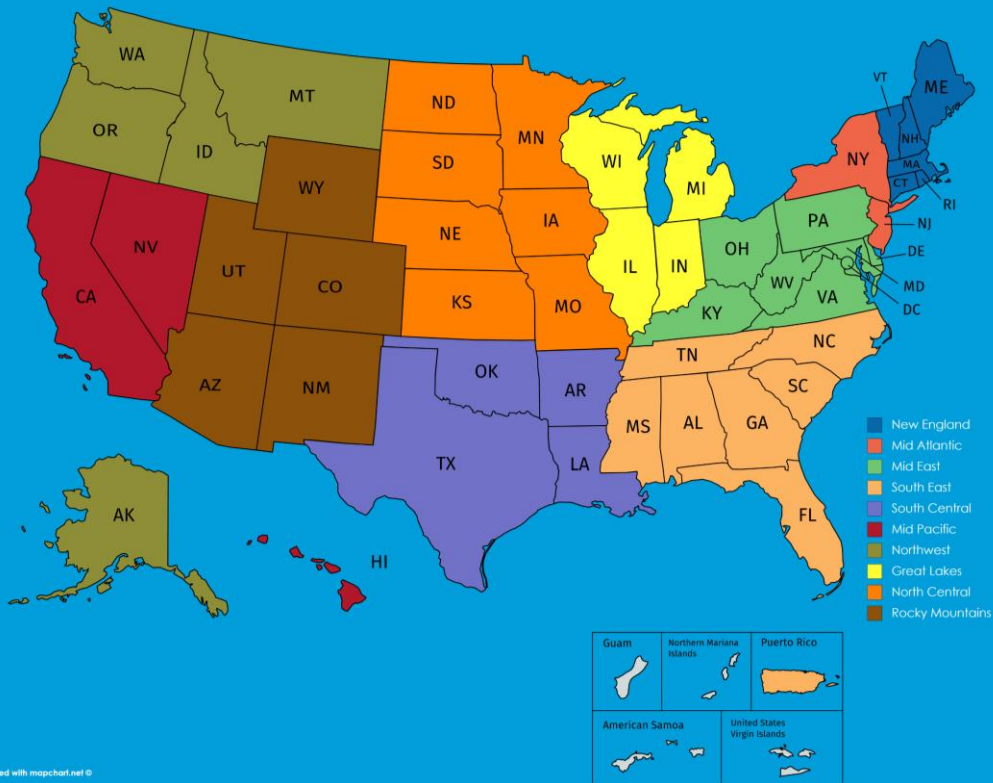 WA
MT
ND
MN
VT
ME
OR
ID
SD
WI
MI
NY
NH
MA
CT
RI
WY
NE
IA
PA
NJ
NV
UT
CO
IL
IN
OH
DE
CA
KS
MO
WV
VA
MD
KY
DC
AZ
NM
OK
AR
TN
NC
SC
MS
AL
GA
TX
LA
FL
AK
HI
New England
Mid Atlantic
Mid East
South East
South Central
Mid Pacific
Northwest
Great Lakes
North Central
Rocky Mountains
Guam
Northern Mariana
Islands
Puerto Rico
American Samoa
United States
Virgin Islands
ed with mapchart.net ©